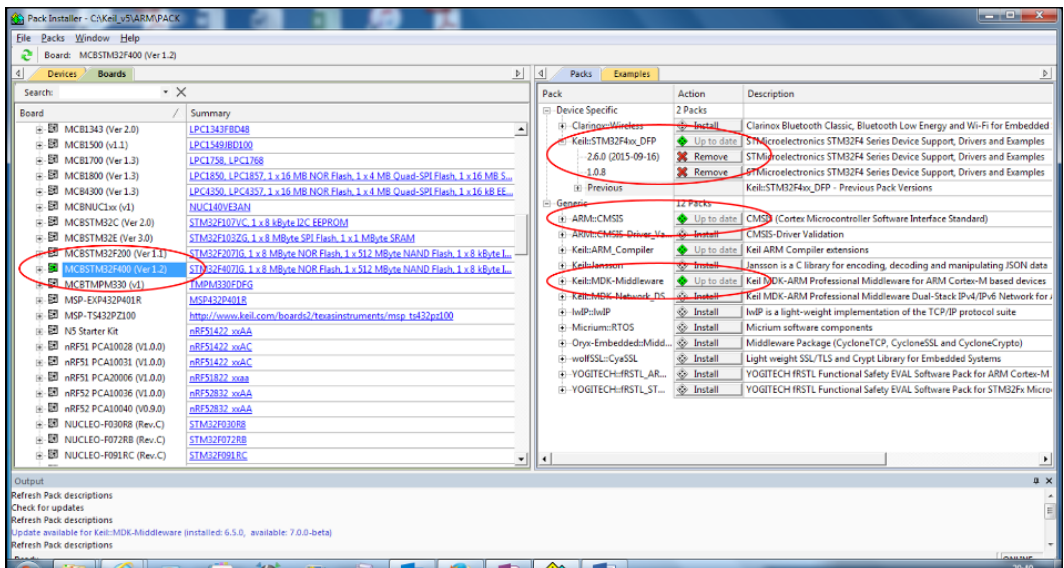 Pack Installer - C:\Keil_v5\ARM\PACK
File Packs Window Help
Board: MCBSTM32F400 (Ver 1.2)
Devices Boards
Search:
Board / Summary
MCB1343 (Ver 2.0) LPC1343FBD48
MCB1500 (v1.1) LPC1549JBD100
MCB1700 (Ver 1.3) LPC1758, LPC1768
MCB1800 (Ver 1.3) LPC1850, LPC1857, 1 x 16 MB NOR Flash, 1 x 4 MB Quad-SPI Flash, 1 x 16 MB S...
MCB4300 (Ver 1.3) LPC4350, LPC4357, 1 x 16 MB NOR Flash, 1 x 4 MB Quad-SPI Flash, 1 x 16 kB EE...
MCBNUC1xx (v1) NUC140VE3AN
MCBSTM32C (Ver 2.0) STM32F107VC, 1 x 8 kByte I2C EEPROM
MCBSTM32E (Ver 3.0) STM32F103ZG, 1 x 8 MByte SPI Flash, 1 x 1 MByte SRAM
MCBSTM32F200 (Ver 1.1) STM32F207IG, 1 x 8 MByte NOR Flash, 1 x 512 MByte NAND Flash, 1 x 8 kByte I...
MCBSTM32F400 (Ver 1.2) STM32F407IG, 1 x 8 MByte NOR Flash, 1 x 512 MByte NAND Flash, 1 x 8 kByte I...
MCBTMPM330 (v1) TMPM330FDFG
MSP-EXP432P401R MSP432P401R
MSP-TS432PZ100 http://www.keil.com/boards2/texasinstruments/msp_ts432pz100
N5 Starter Kit nRF51422_xxAA
nRF51 PCA10028 (V1.0.0) nRF51422_xxAC
nRF51 PCA10031 (V1.0.0) nRF51422_xxAC
nRF51 PCA20006 (V1.0.0) nRF51822_xxaa
nRF52 PCA10036 (V1.0.0) nRF52832_xxAA
nRF52 PCA10040 (V0.9.0) nRF52832_xxAA
NUCLEO-F030R8 (Rev.C) STM32F030R8
NUCLEO-F072RB (Rev.C) STM32F072RB
NUCLEO-F091RC (Rev.C) STM32F091RC
Packs Examples
Pack Action Description
Device Specific 2 Packs
Clarinox::Wireless Install Clarinox Bluetooth Classic, Bluetooth Low Energy and Wi-Fi for Embedded
Keil::STM32F4xx_DFP Up to date STMicroelectronics STM32F4 Series Device Support, Drivers and Examples
2.6.0 (2015-09-16) Remove STMicroelectronics STM32F4 Series Device Support, Drivers and Examples
1.0.8 Remove STMicroelectronics STM32F4 Series Device Support, Drivers and Examples
Previous Keil::STM32F4xx_DFP - Previous Pack Versions
Generic 12 Packs
ARM::CMSIS Up to date CMSIS (Cortex Microcontroller Software Interface Standard)
ARM::CMSIS-Driver_Va... Install CMSIS-Driver Validation
Keil::ARM_Compiler Up to date Keil ARM Compiler extensions
Keil::Jansson Install Jansson is a C library for encoding, decoding and manipulating JSON data
Keil::MDK-Middleware Up to date Keil MDK-ARM Professional Middleware for ARM Cortex-M based devices
Keil::MDK-Network_DS... Install Keil MDK-ARM Professional Middleware Dual-Stack IPv4/IPv6 Network for
lwIP::lwIP Install lwIP is a light-weight implementation of the TCP/IP protocol suite
Micrium::RTOS Install Micrium software components
Oryx-Embedded::Midd... Install Middleware Package (CycloneTCP, CycloneSSL and CycloneCrypto)
wolfSSL::CyaSSL Install Light weight SSL/TLS and Crypt Library for Embedded Systems
YOGITECH::fRSTL_AR... Install YOGITECH fRSTL Functional Safety EVAL Software Pack for ARM Cortex-M
YOGITECH::fRSTL_ST... Install YOGITECH fRSTL Functional Safety EVAL Software Pack for STM32Fx Micro
Output
Refresh Pack descriptions
Check for updates
Refresh Pack descriptions
Update available for Keil::MDK-Middleware (installed: 6.5.0, available: 7.0.0-beta)
Refresh Pack descriptions